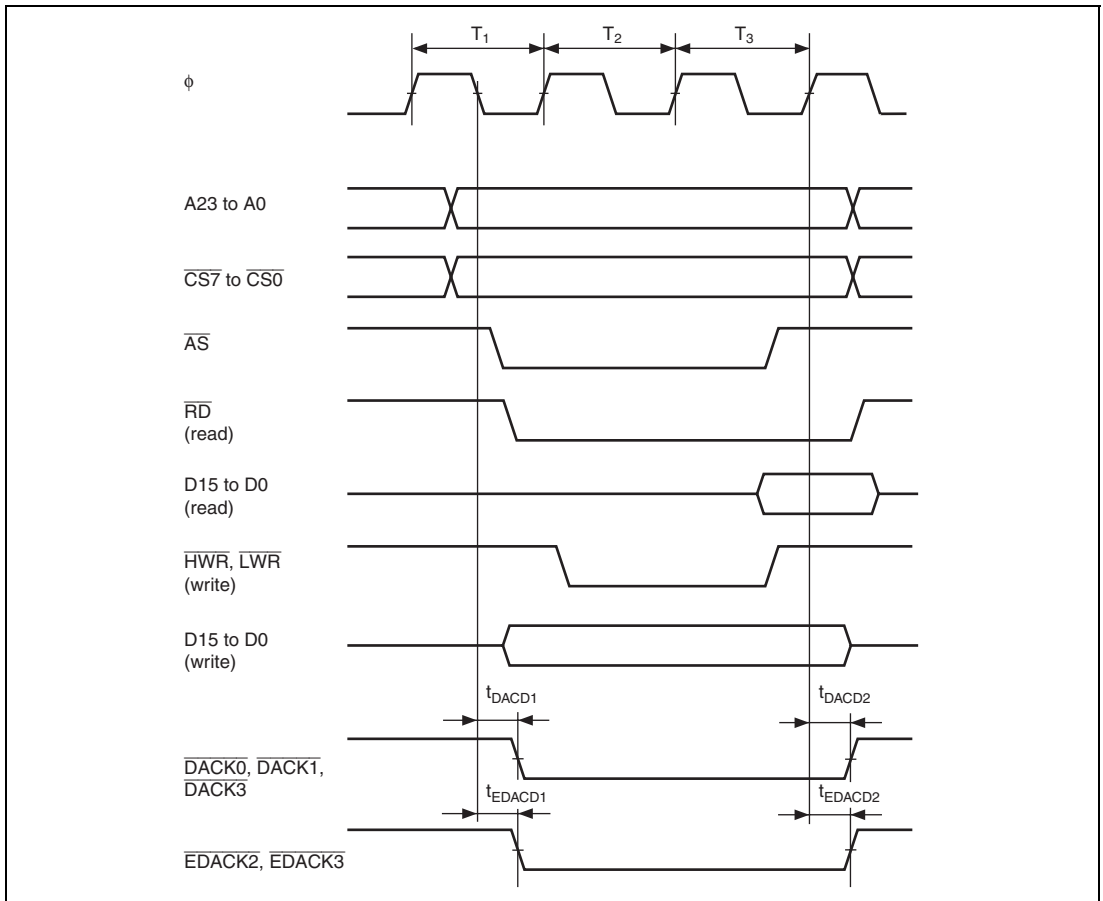 T1 T2 T3
ϕ
A23 to A0
CS7 to CS0
AS
RD
(read)
D15 to D0
(read)
HWR, LWR
(write)
D15 to D0
(write)
tDACD1 tDACD2
DACK0, DACK1,
DACK3
tEDACD1 tEDACD2
EDACK2, EDACK3